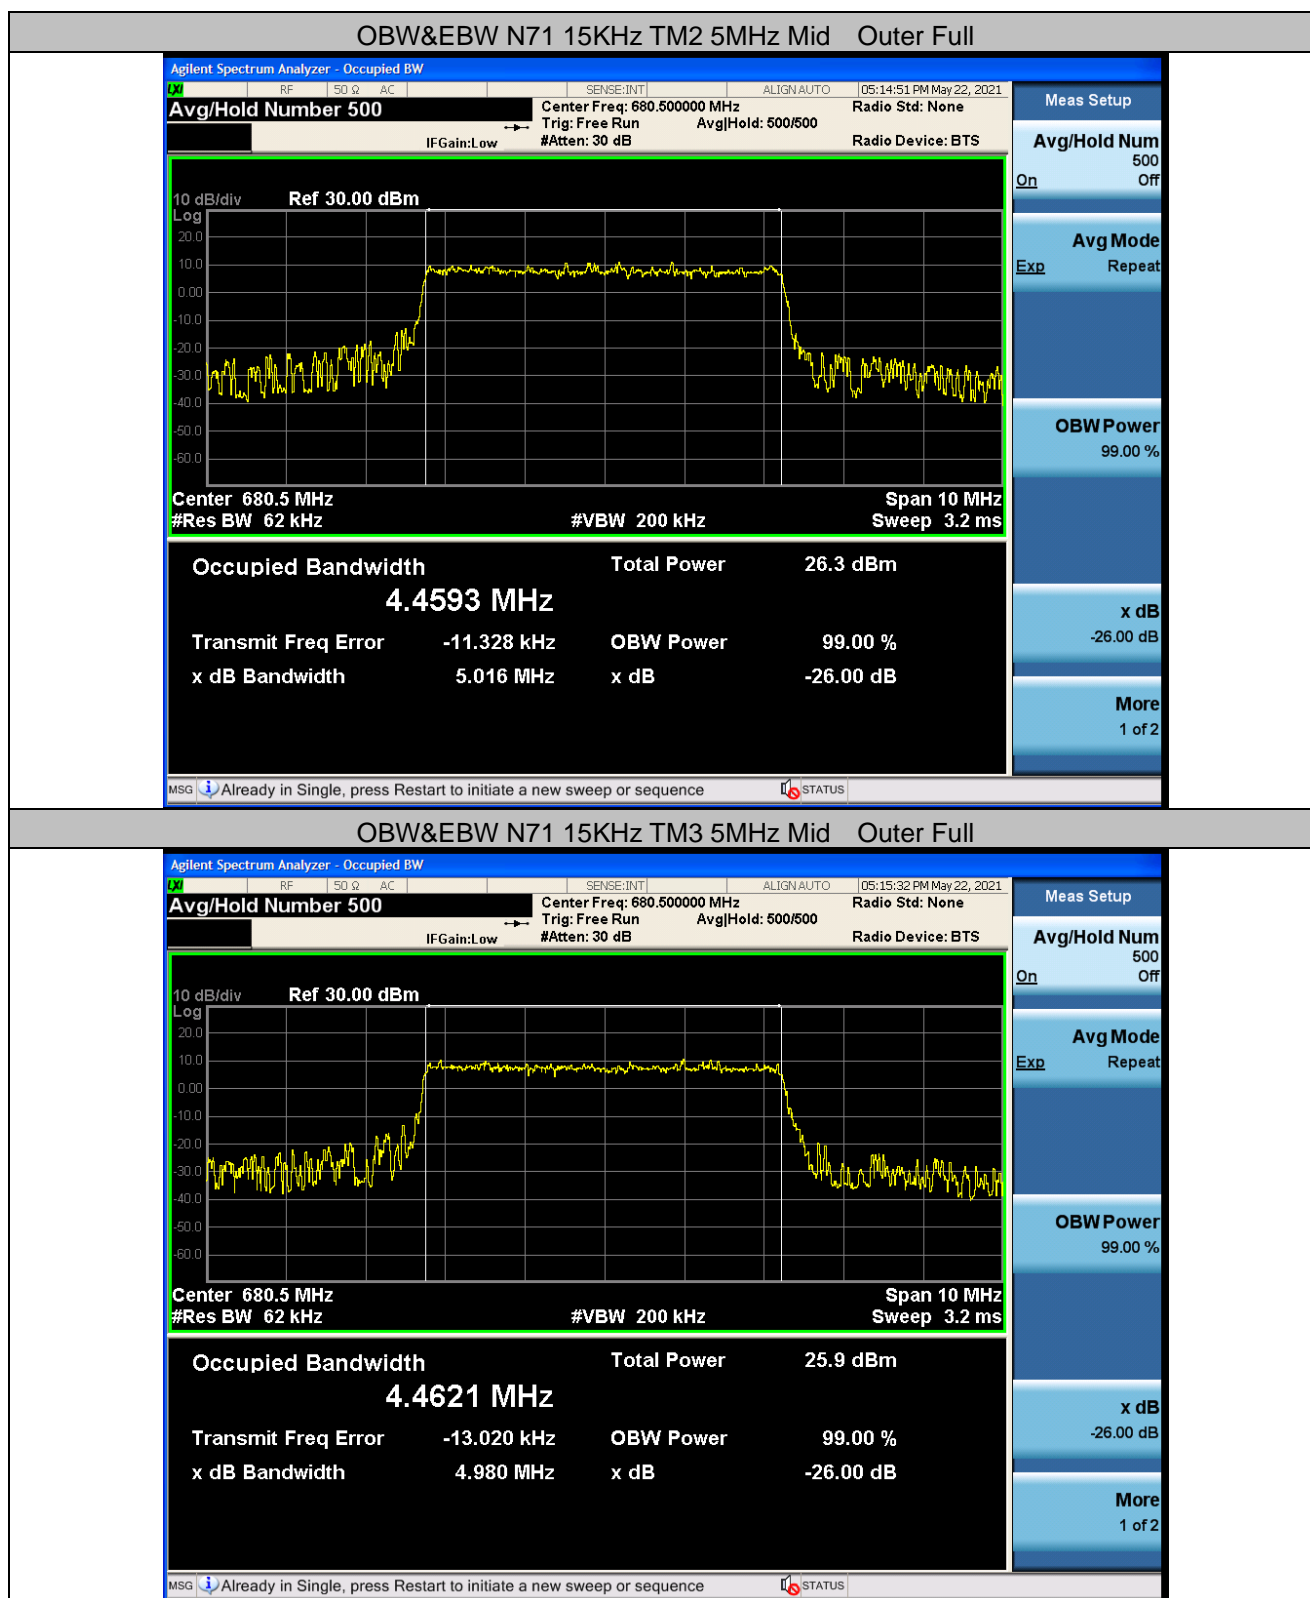 OBW&EBW N71 15KHz TM2 5MHz Mid Outer Full
Agilent Spectrum Analyzer - Occupied BW
LXI RF 50 Ω AC SENSE:INT ALIGN AUTO 05:14:51 PM May 22, 2021
Avg/Hold Number 500
Center Freq: 680.500000 MHz Radio Std: None
Trig: Free Run Avg|Hold: 500/500
IFGain:Low #Atten: 30 dB Radio Device: BTS
10 dB/div Ref 30.00 dBm
Log
20.0
10.0
0.00
-10.0
-20.0
-30.0
-40.0
-50.0
-60.0
Center 680.5 MHz Span 10 MHz
#Res BW 62 kHz #VBW 200 kHz Sweep 3.2 ms
Occupied Bandwidth Total Power 26.3 dBm
4.4593 MHz
Transmit Freq Error -11.328 kHz OBW Power 99.00 %
x dB Bandwidth 5.016 MHz x dB -26.00 dB
MSG Already in Single, press Restart to initiate a new sweep or sequence STATUS
Meas Setup
Avg/Hold Num
500
On Off
Avg Mode
Exp Repeat
OBW Power
99.00 %
x dB
-26.00 dB
More
1 of 2
OBW&EBW N71 15KHz TM3 5MHz Mid Outer Full
Agilent Spectrum Analyzer - Occupied BW
LXI RF 50 Ω AC SENSE:INT ALIGN AUTO 05:15:32 PM May 22, 2021
Avg/Hold Number 500
Center Freq: 680.500000 MHz Radio Std: None
Trig: Free Run Avg|Hold: 500/500
IFGain:Low #Atten: 30 dB Radio Device: BTS
10 dB/div Ref 30.00 dBm
Log
20.0
10.0
0.00
-10.0
-20.0
-30.0
-40.0
-50.0
-60.0
Center 680.5 MHz Span 10 MHz
#Res BW 62 kHz #VBW 200 kHz Sweep 3.2 ms
Occupied Bandwidth Total Power 25.9 dBm
4.4621 MHz
Transmit Freq Error -13.020 kHz OBW Power 99.00 %
x dB Bandwidth 4.980 MHz x dB -26.00 dB
MSG Already in Single, press Restart to initiate a new sweep or sequence STATUS
Meas Setup
Avg/Hold Num
500
On Off
Avg Mode
Exp Repeat
OBW Power
99.00 %
x dB
-26.00 dB
More
1 of 2